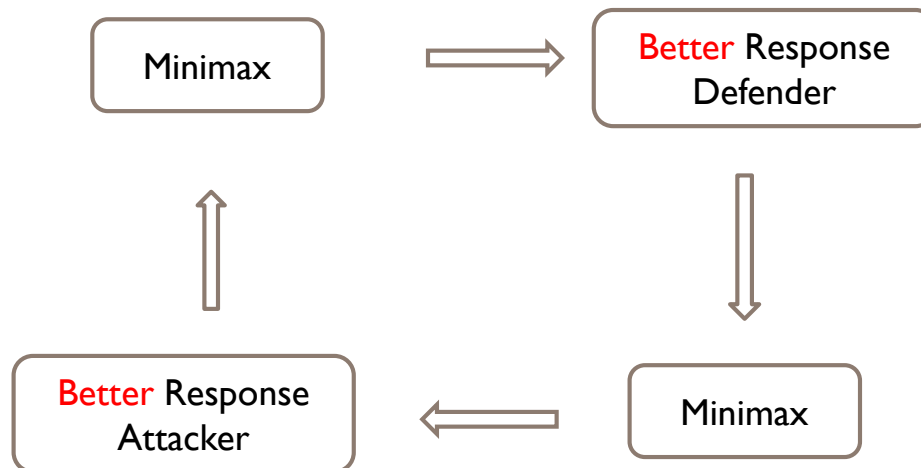 Minimax
Better Response
Defender
Better Response
Attacker
Minimax